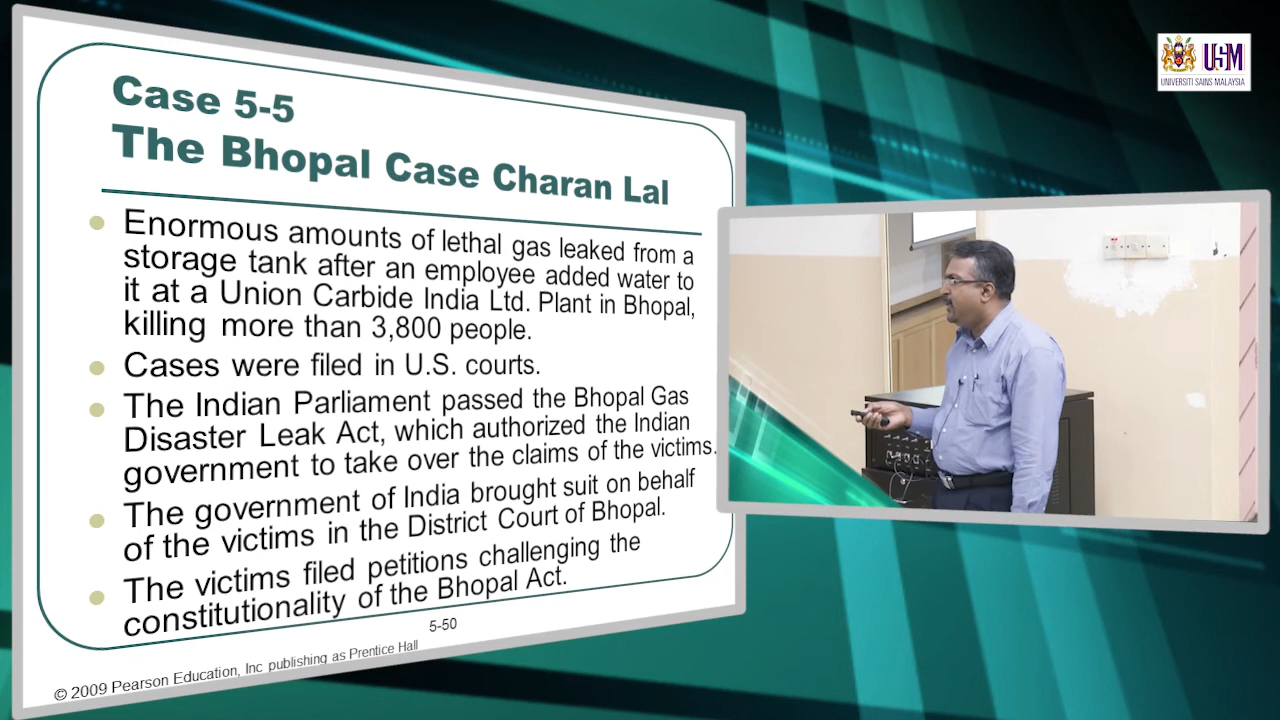 Case 5-5
The Bhopal Case Charan Lal
Enormous amounts of lethal gas leaked from a
storage tank after an employee added water to
it at a Union Carbide India Ltd. Plant in Bhopal,
killing more than 3,800 people.
Cases were filed in U.S. courts.
The Indian Parliament passed the Bhopal Gas
Disaster Leak Act, which authorized the Indian
government to take over the claims of the victims.
The government of India brought suit on behalf
of the victims in the District Court of Bhopal.
The victims filed petitions challenging the
constitutionality of the Bhopal Act.
5-50
© 2009 Pearson Education, Inc publishing as Prentice Hall
USM
UNIVERSITI SAINS MALAYSIA